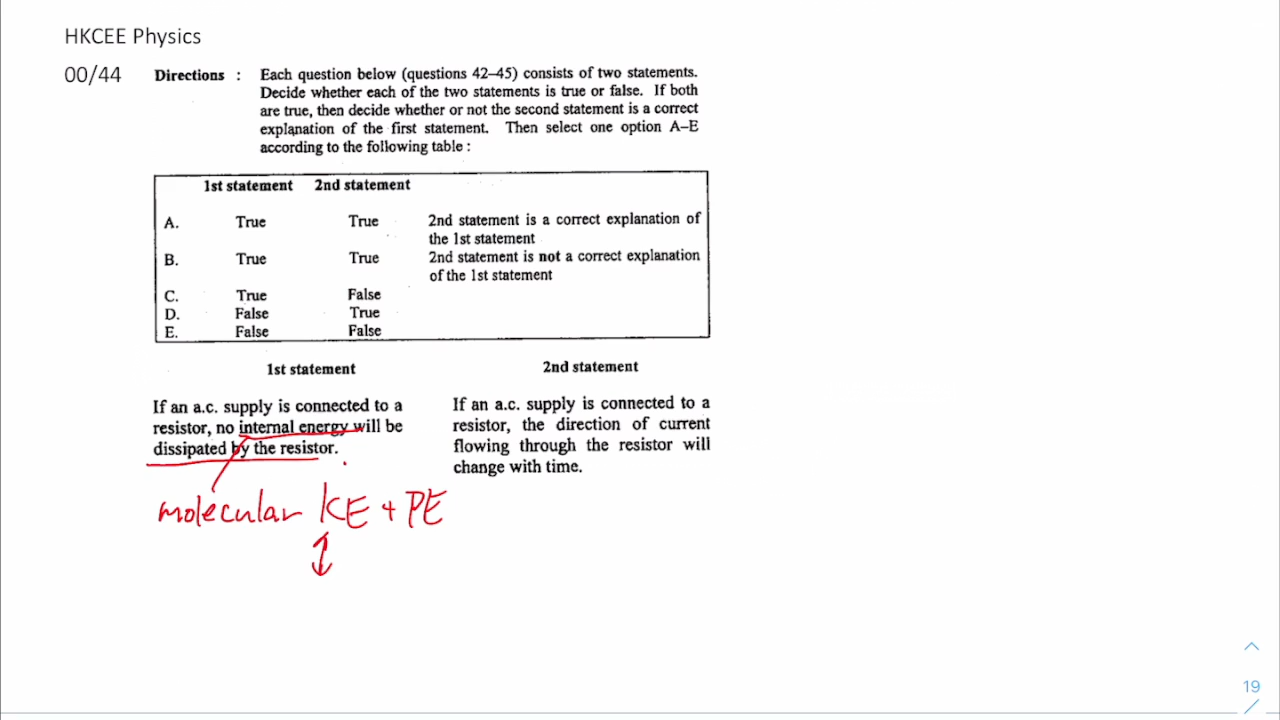 HKCEE Physics
00/44
Directions : Each question below (questions 42–45) consists of two statements.
Decide whether each of the two statements is true or false. If both
are true, then decide whether or not the second statement is a correct
explanation of the first statement. Then select one option A–E
according to the following table :
1st statement 2nd statement
A. True True 2nd statement is a correct explanation of
the 1st statement
B. True True 2nd statement is not a correct explanation
of the 1st statement
C. True False
D. False True
E. False False
1st statement
If an a.c. supply is connected to a
resistor, no internal energy will be
dissipated by the resistor.
2nd statement
If an a.c. supply is connected to a
resistor, the direction of current
flowing through the resistor will
change with time.
molecular KE + PE
19